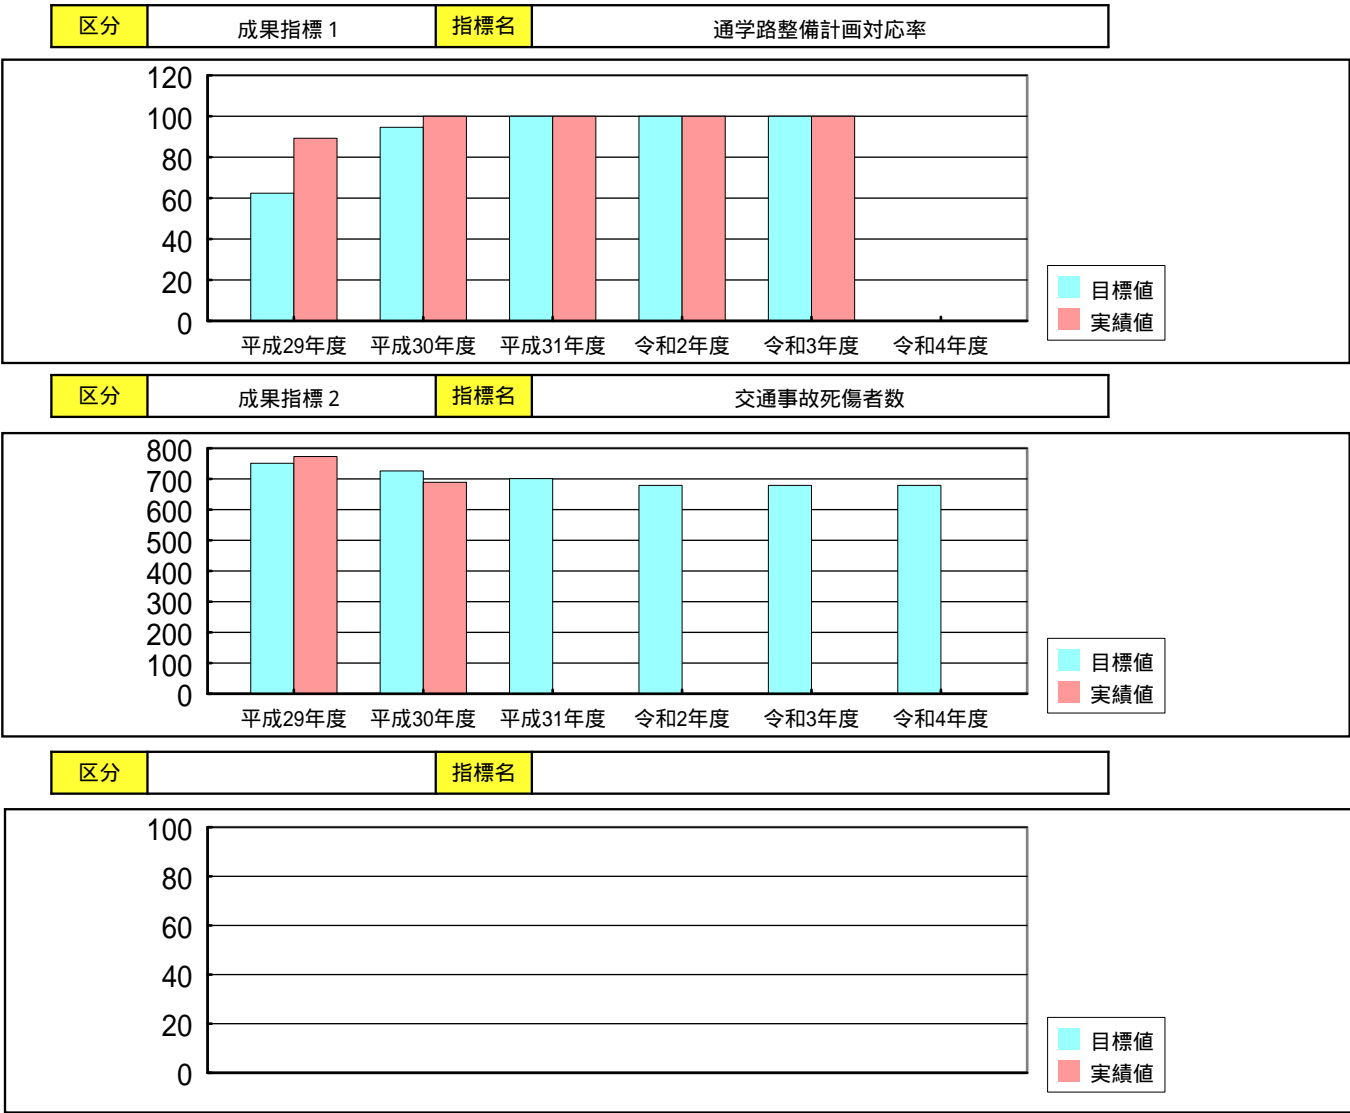 区分 成果指標1 指標名 通学路整備計画対応率
120
100
80
60
40
20
0
平成29年度 平成30年度 平成31年度 令和2年度 令和3年度 令和4年度
目標値
実績値
区分 成果指標2 指標名 交通事故死傷者数
800
700
600
500
400
300
200
100
0
平成29年度 平成30年度 平成31年度 令和2年度 令和3年度 令和4年度
目標値
実績値
区分 指標名
100
80
60
40
20
0
目標値
実績値